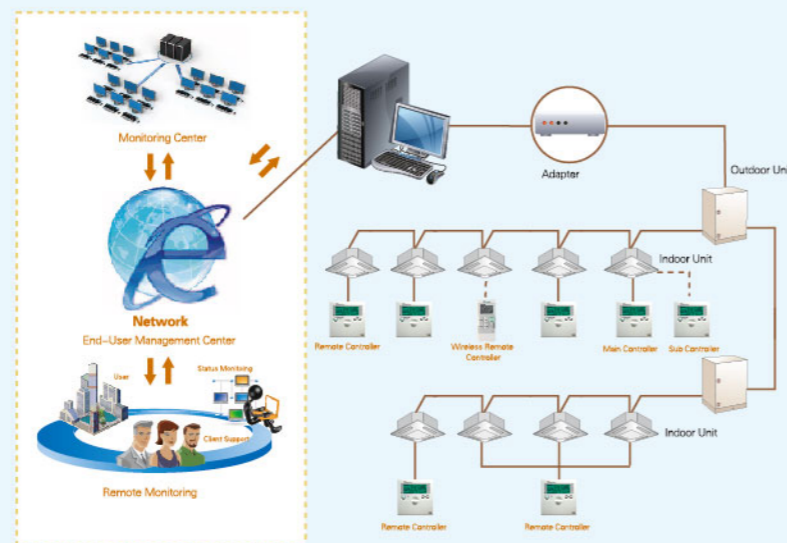 Monitoring Center
Network
End-User Management Center
User
Status Monitoring
Client Support
Remote Monitoring
Adapter
Outdoor Unit
Indoor Unit
Remote Controller
Wireless Remote
Controller
Main Controller
Sub Controller
Indoor Unit
Remote Controller
Remote Controller